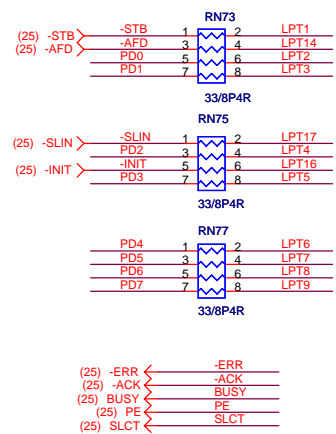 RN73
(25) -STB -STB 1 2 LPT1
(25) -AFD -AFD 3 4 LPT14
PD0 5 6 LPT2
PD1 7 8 LPT3
33/8P4R
RN75
(25) -SLIN -SLIN 1 2 LPT17
PD2 3 4 LPT4
(25) -INIT -INIT 5 6 LPT16
PD3 7 8 LPT5
33/8P4R
RN77
PD4 1 2 LPT6
PD5 3 4 LPT7
PD6 5 6 LPT8
PD7 7 8 LPT9
33/8P4R
(25) -ERR -ERR
(25) -ACK -ACK
(25) BUSY BUSY
(25) PE PE
(25) SLCT SLCT